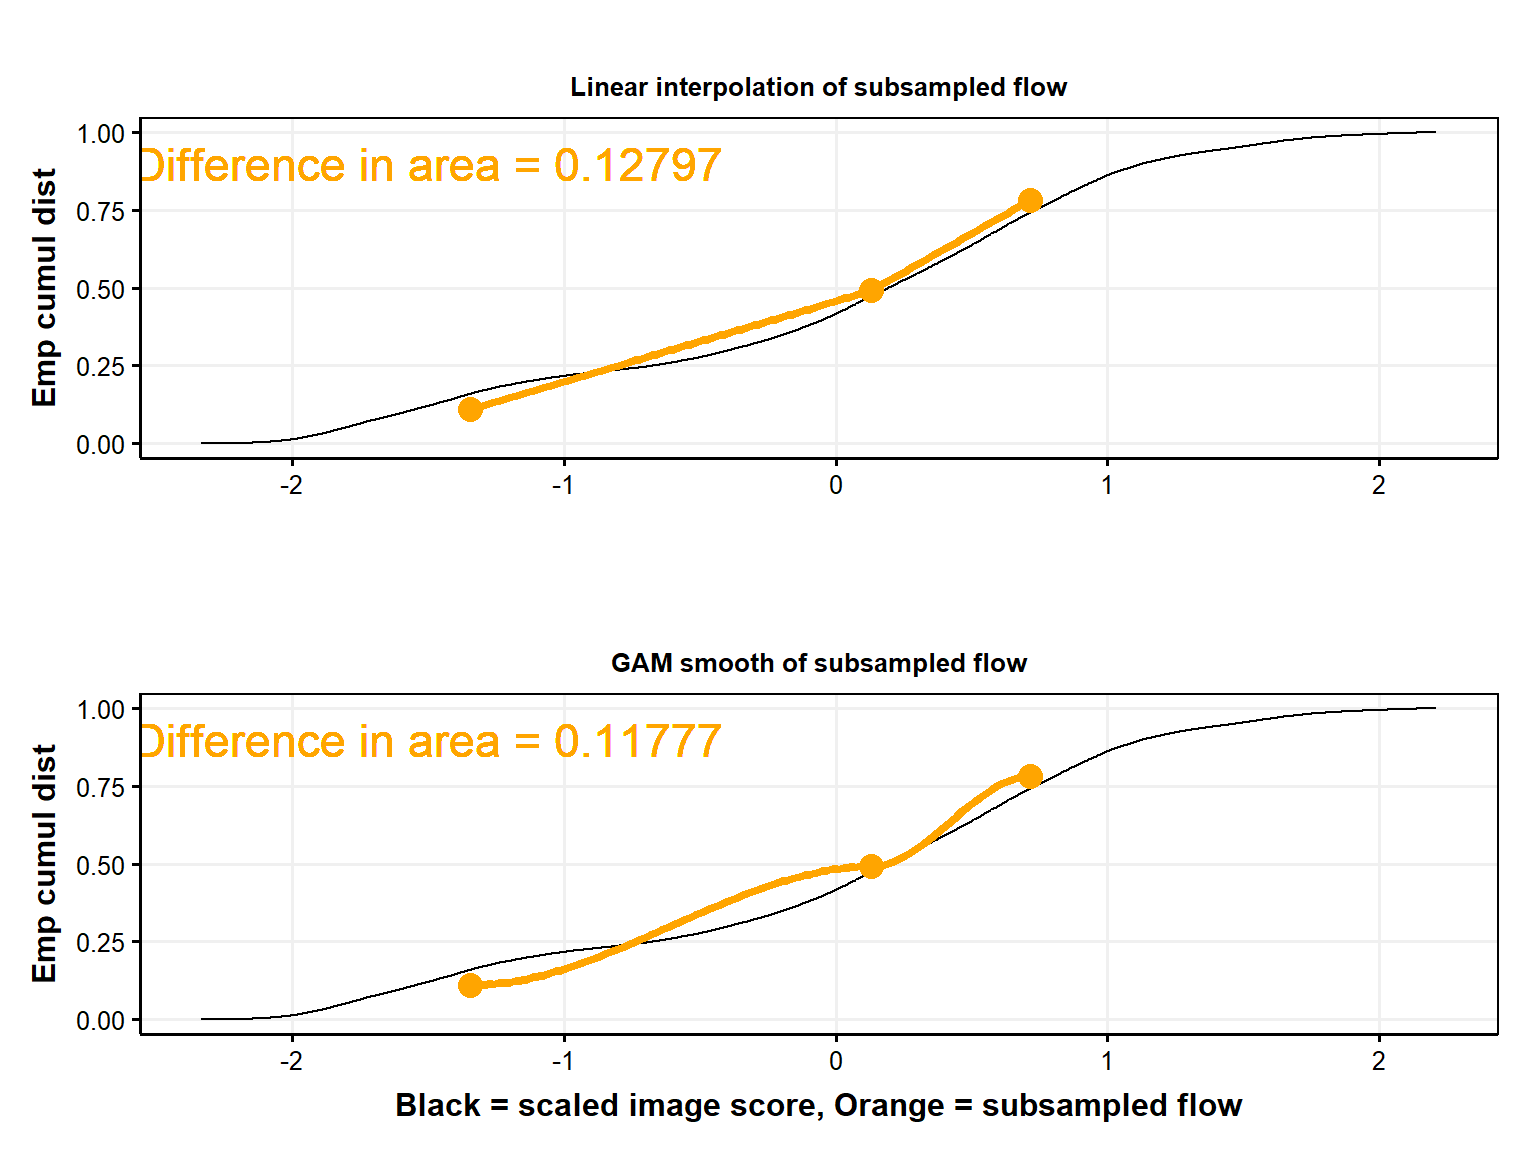 Linear interpolation of subsampled flow
Emp cumul dist
1.00
0.75
0.50
0.25
0.00
Difference in area = 0.12797
-2 -1 0 1 2
GAM smooth of subsampled flow
Emp cumul dist
1.00
0.75
0.50
0.25
0.00
Difference in area = 0.11777
-2 -1 0 1 2
Black = scaled image score, Orange = subsampled flow